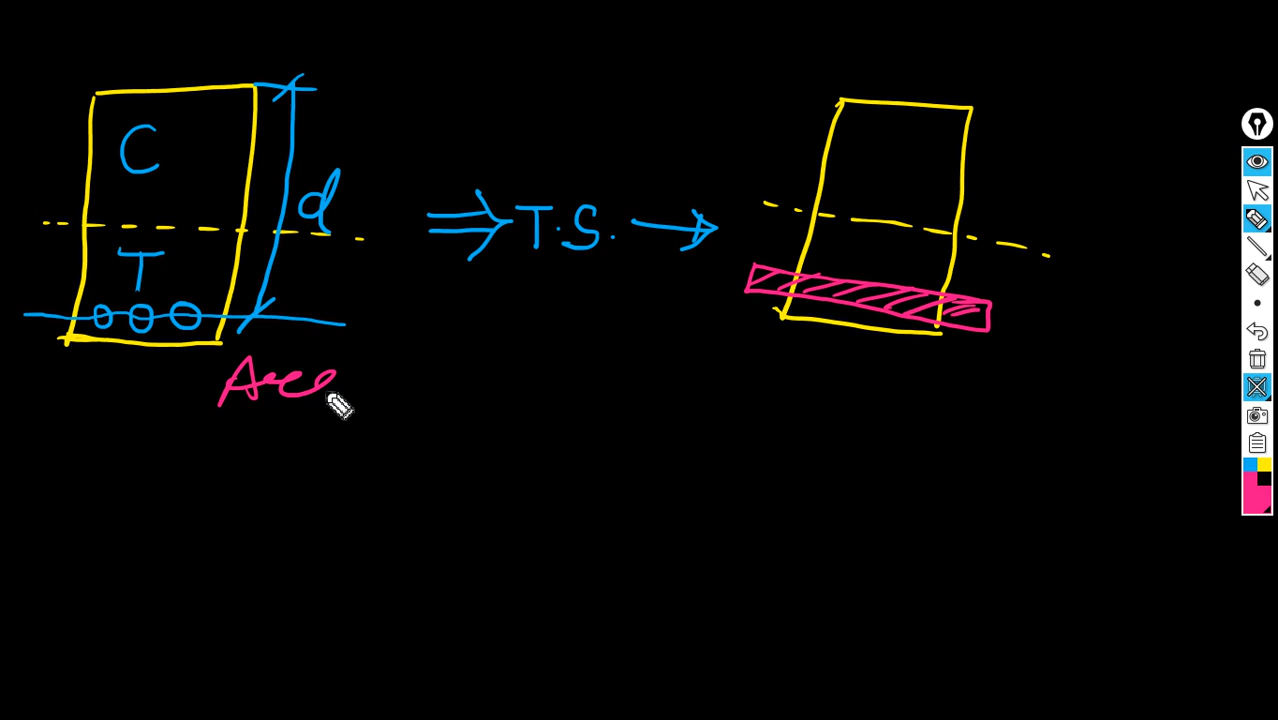 C
d
T
⇒ T.S. →
Area